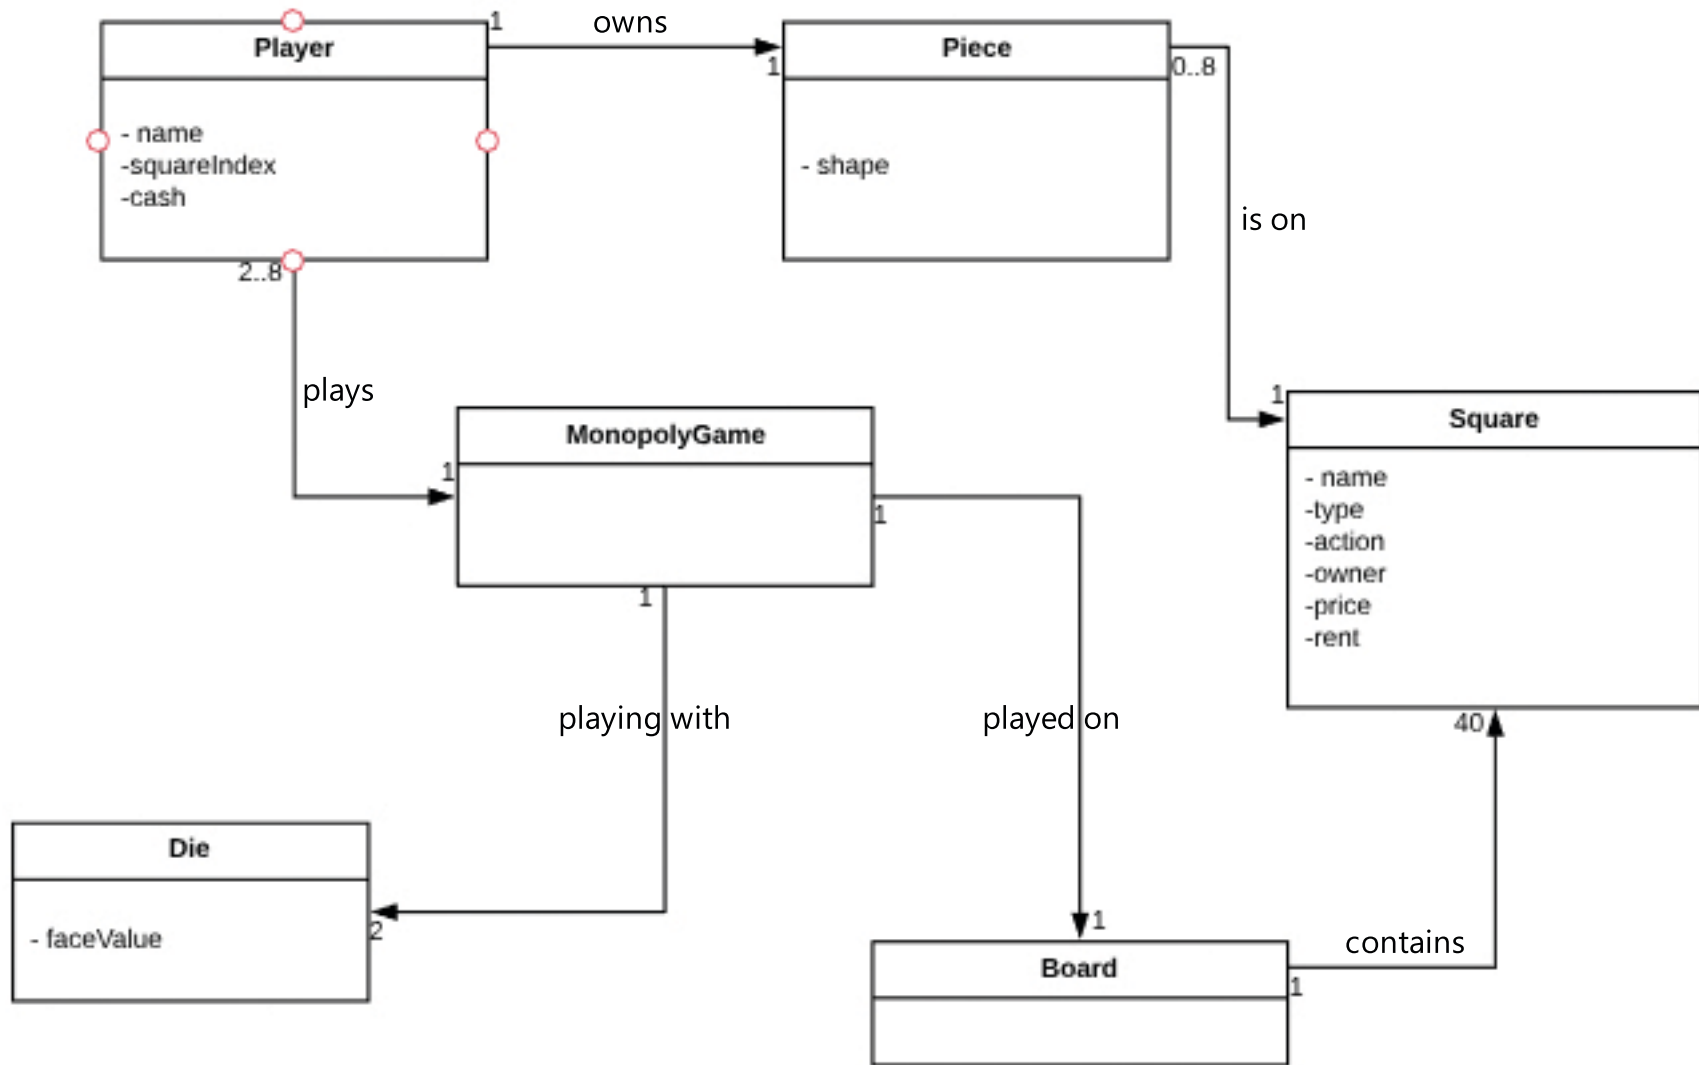 owns
1
Player
- name
-squareIndex
-cash
2..8
1
Piece
- shape
0..8
is on
plays
1
MonopolyGame
1
1
1
Square
- name
-type
-action
-owner
-price
-rent
40
playing with
played on
Die
- faceValue
2
1
Board
contains
1